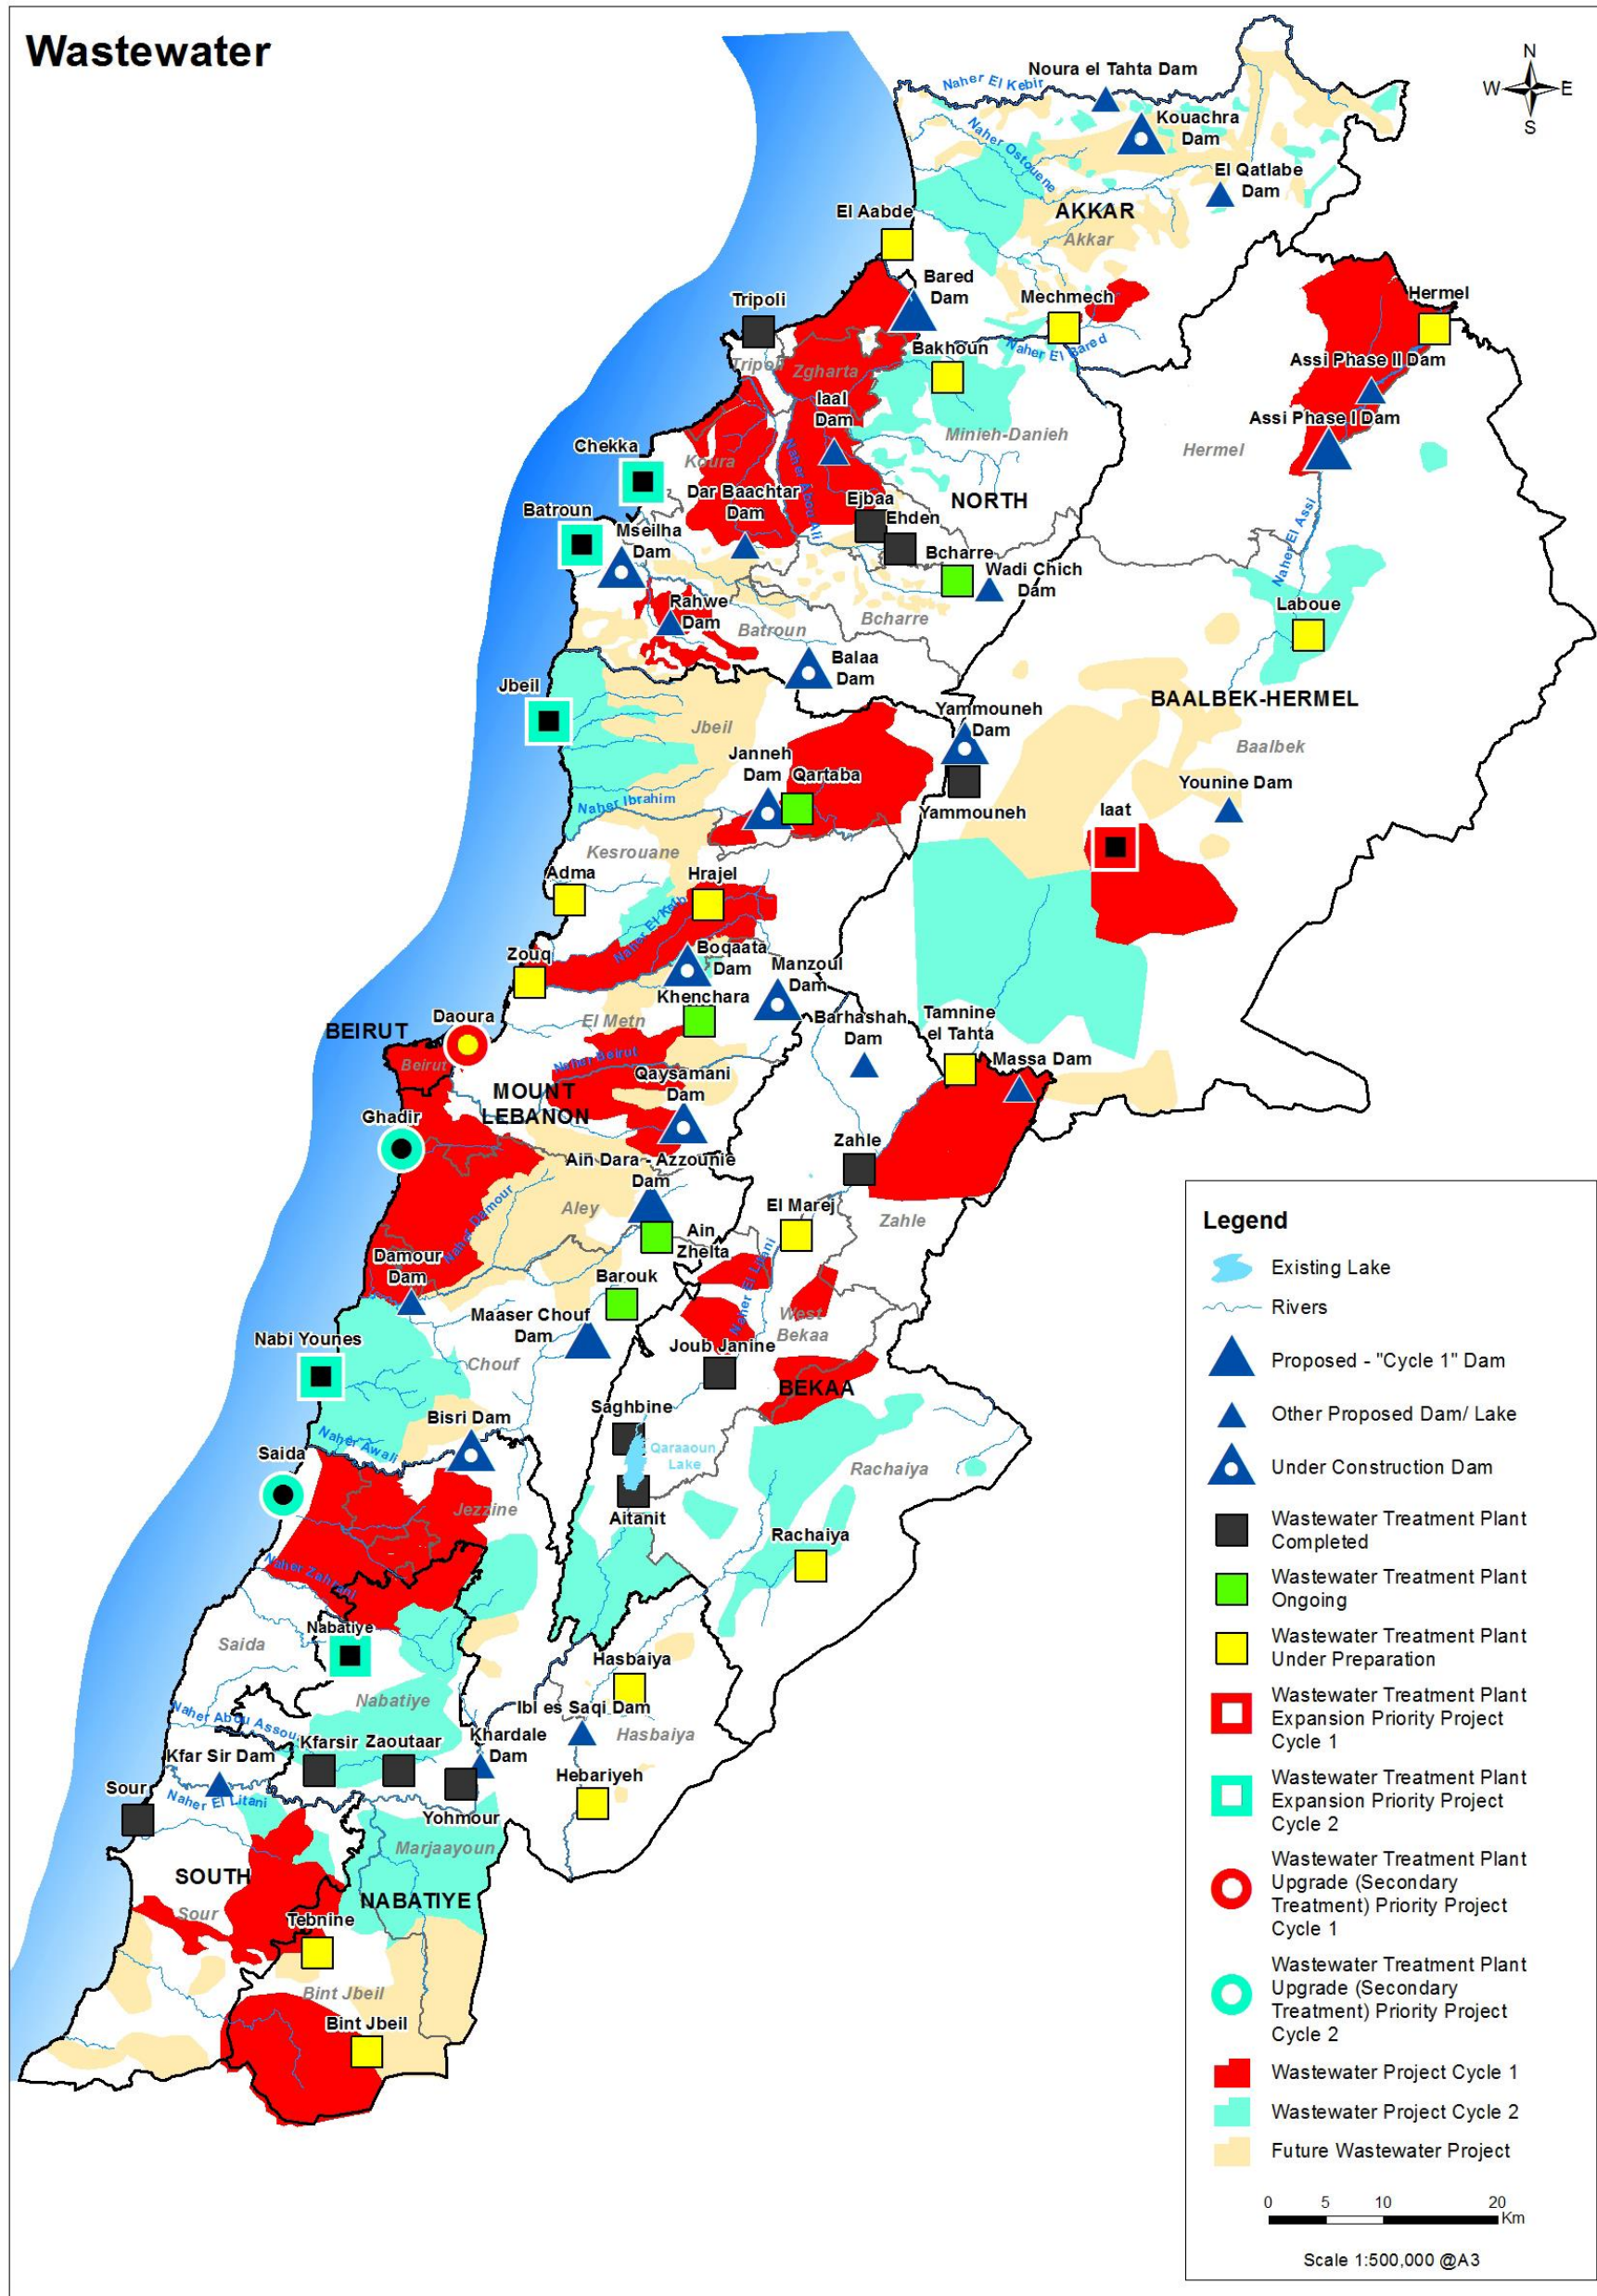 Wastewater
N
W
E
S
Noura el Tahta Dam
Naher El Kebir
Kouachra
Dam
Naher Ostouene
El Qatlabe
Dam
El Aabde
AKKAR
Akkar
Bared
Dam
Mechmech
Hermel
Tripoli
Tripoli
Zgharta
Bakhoun
Naher El Bared
Assi Phase II Dam
Iaal
Dam
Assi Phase I Dam
Minieh-Danieh
Hermel
Chekka
Koura
Naher Abou Ali
Dar Baachtar
Dam
Ejbaa
NORTH
Batroun
Ehden
Mseilha
Dam
Bcharre
Wadi Chich
Dam
Naher El Assi
Laboue
Rahwe
Dam
Batroun
Bcharre
Balaa
Dam
Jbeil
BAALBEK-HERMEL
Yammouneh
Dam
Jbeil
Baalbek
Janneh
Dam
Qartaba
Younine Dam
Naher Ibrahim
Yammouneh
Iaat
Kesrouane
Adma
Hrajel
Naher El Kalb
Zouq
Boqaata
Dam
Manzoul
Dam
Khenchara
Daoura
BEIRUT
El Metn
Barhashah
Dam
Tamnine
el Tahta
Massa Dam
Beirut
Naher Beirut
Qaysamani
Dam
MOUNT
LEBANON
Ghadir
Zahle
Ain Dara - Azzounie
Dam
Aley
El Marej
Zahle
Naher Damour
Ain
Zhelta
Damour
Dam
Barouk
Naher El Litani
West
Bekaa
Maaser Chouf
Dam
Nabi Younes
Chouf
Joub Janine
BEKAA
Saghbine
Bisri Dam
Naher Awali
Qaraaoun
Lake
Saida
Rachaiya
Jezzine
Aitanit
Rachaiya
Naher Zahrani
Nabatiye
Saida
Hasbaiya
Nabatiye
Ibl es Saqi Dam
Hasbaiya
Naher Abou Assou
Kfarsir
Zaoutaar
Khardale
Dam
Kfar Sir Dam
Hebariyeh
Sour
Naher El Litani
Yohmour
Marjaayoun
SOUTH
NABATIYE
Sour
Tebnine
Bint Jbeil
Bint Jbeil
Legend
Existing Lake
Rivers
Proposed - "Cycle 1" Dam
Other Proposed Dam/ Lake
Under Construction Dam
Wastewater Treatment Plant
Completed
Wastewater Treatment Plant
Ongoing
Wastewater Treatment Plant
Under Preparation
Wastewater Treatment Plant
Expansion Priority Project
Cycle 1
Wastewater Treatment Plant
Expansion Priority Project
Cycle 2
Wastewater Treatment Plant
Upgrade (Secondary
Treatment) Priority Project
Cycle 1
Wastewater Treatment Plant
Upgrade (Secondary
Treatment) Priority Project
Cycle 2
Wastewater Project Cycle 1
Wastewater Project Cycle 2
Future Wastewater Project
0 5 10 20
Km
Scale 1:500,000 @A3